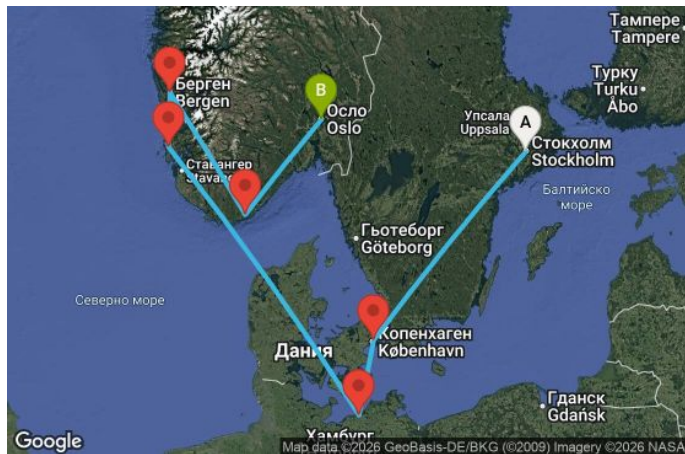 Тампере
Tampere
Берген
Bergen
B
Осло
Oslo
Турку
Turku
Åbo
Упсала
Uppsala
A
Стокхолм
Stockholm
Ставангер
Балтийско
море
Гьотеборг
Göteborg
Северно море
Копенхаген
København
Дания
Гданск
Gdańsk
Хамбург
Google
Map data ©2026 GeoBasis-DE/BKG (©2009) Imagery ©2026 NASA